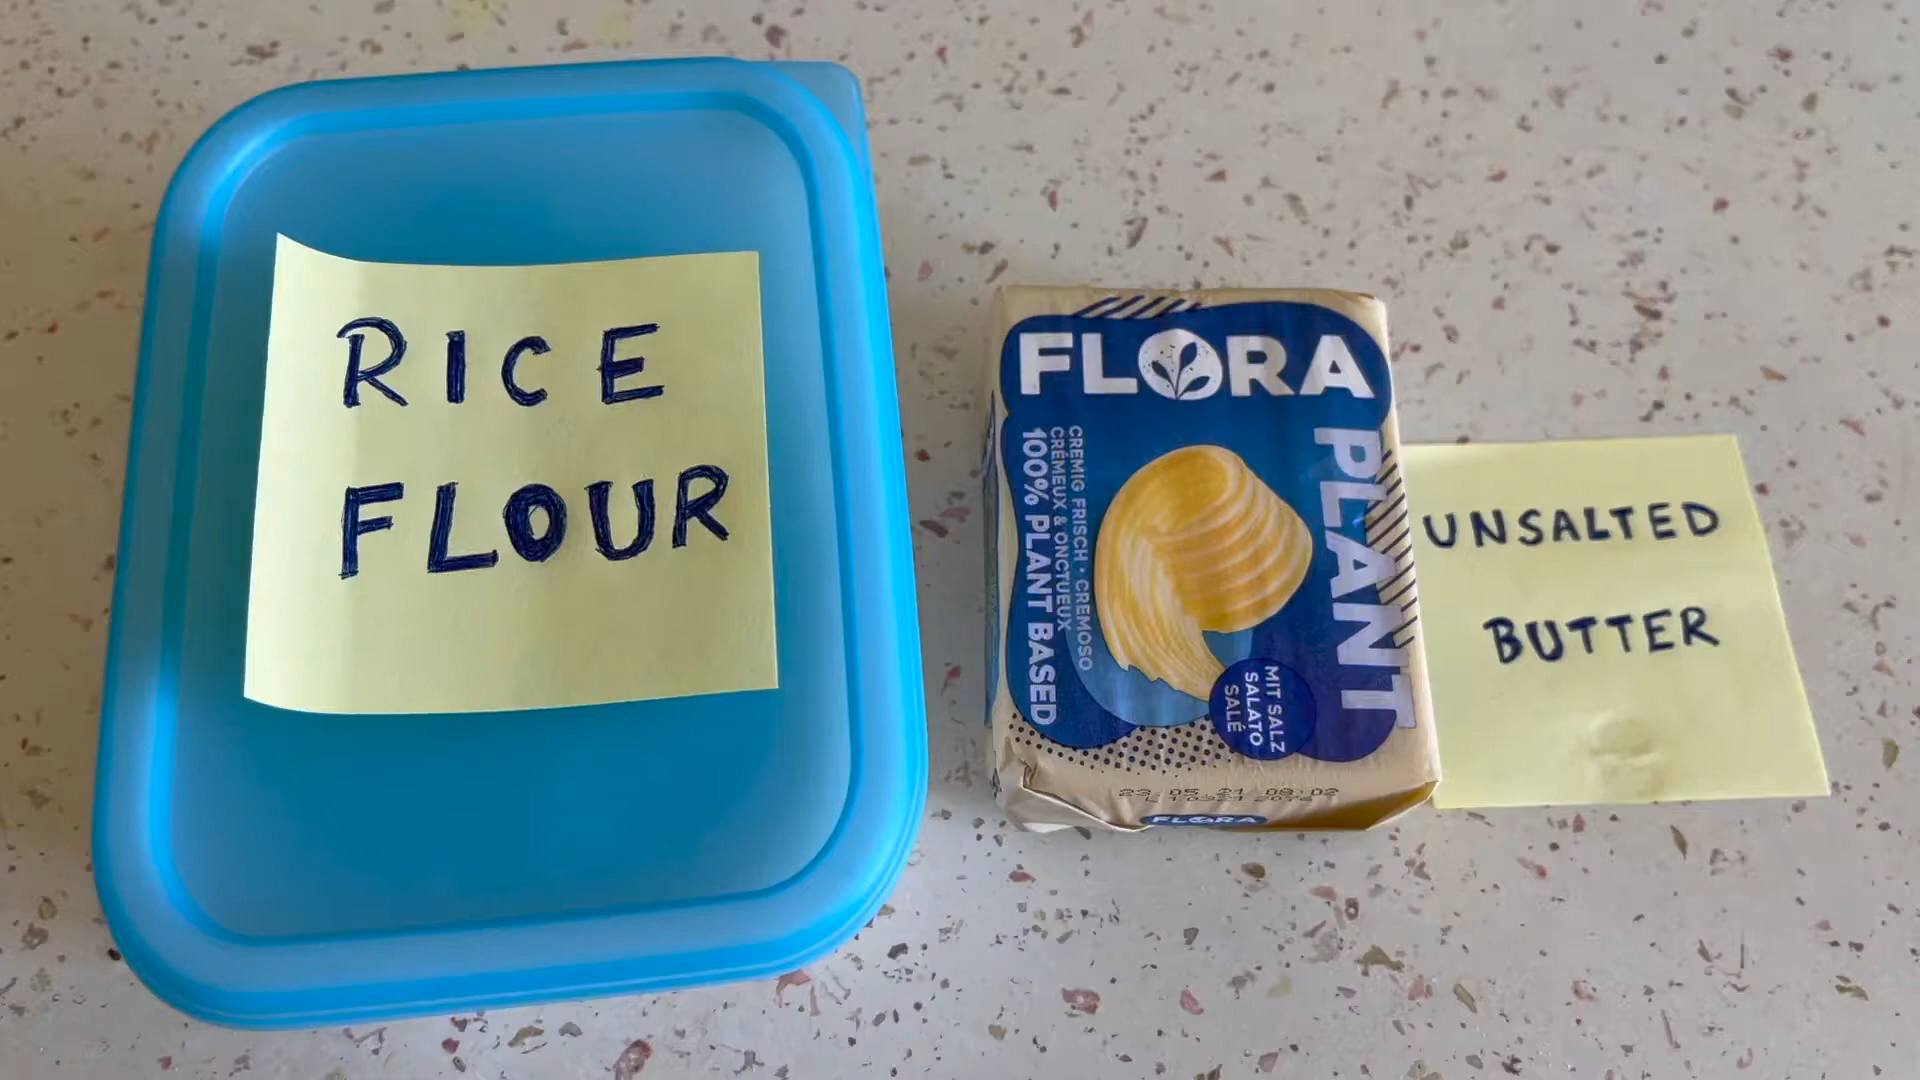 RICE
FLOUR
FLORA
PLANT
CREMIG FRISCH • CREMOSO
CRÉMEUX & ONCTUEUX
100% PLANT BASED
MIT SALZ
SALATO
SALÉ
FLORA
UNSALTED
BUTTER